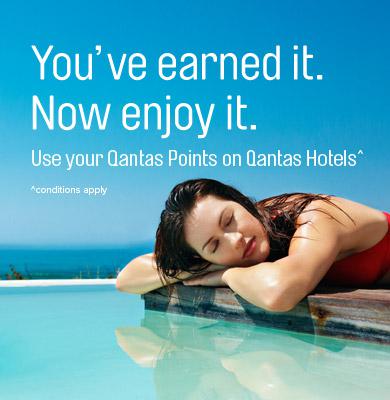 You've earned it.
Now enjoy it.
Use your Qantas Points on Qantas Hotels^
^conditions apply